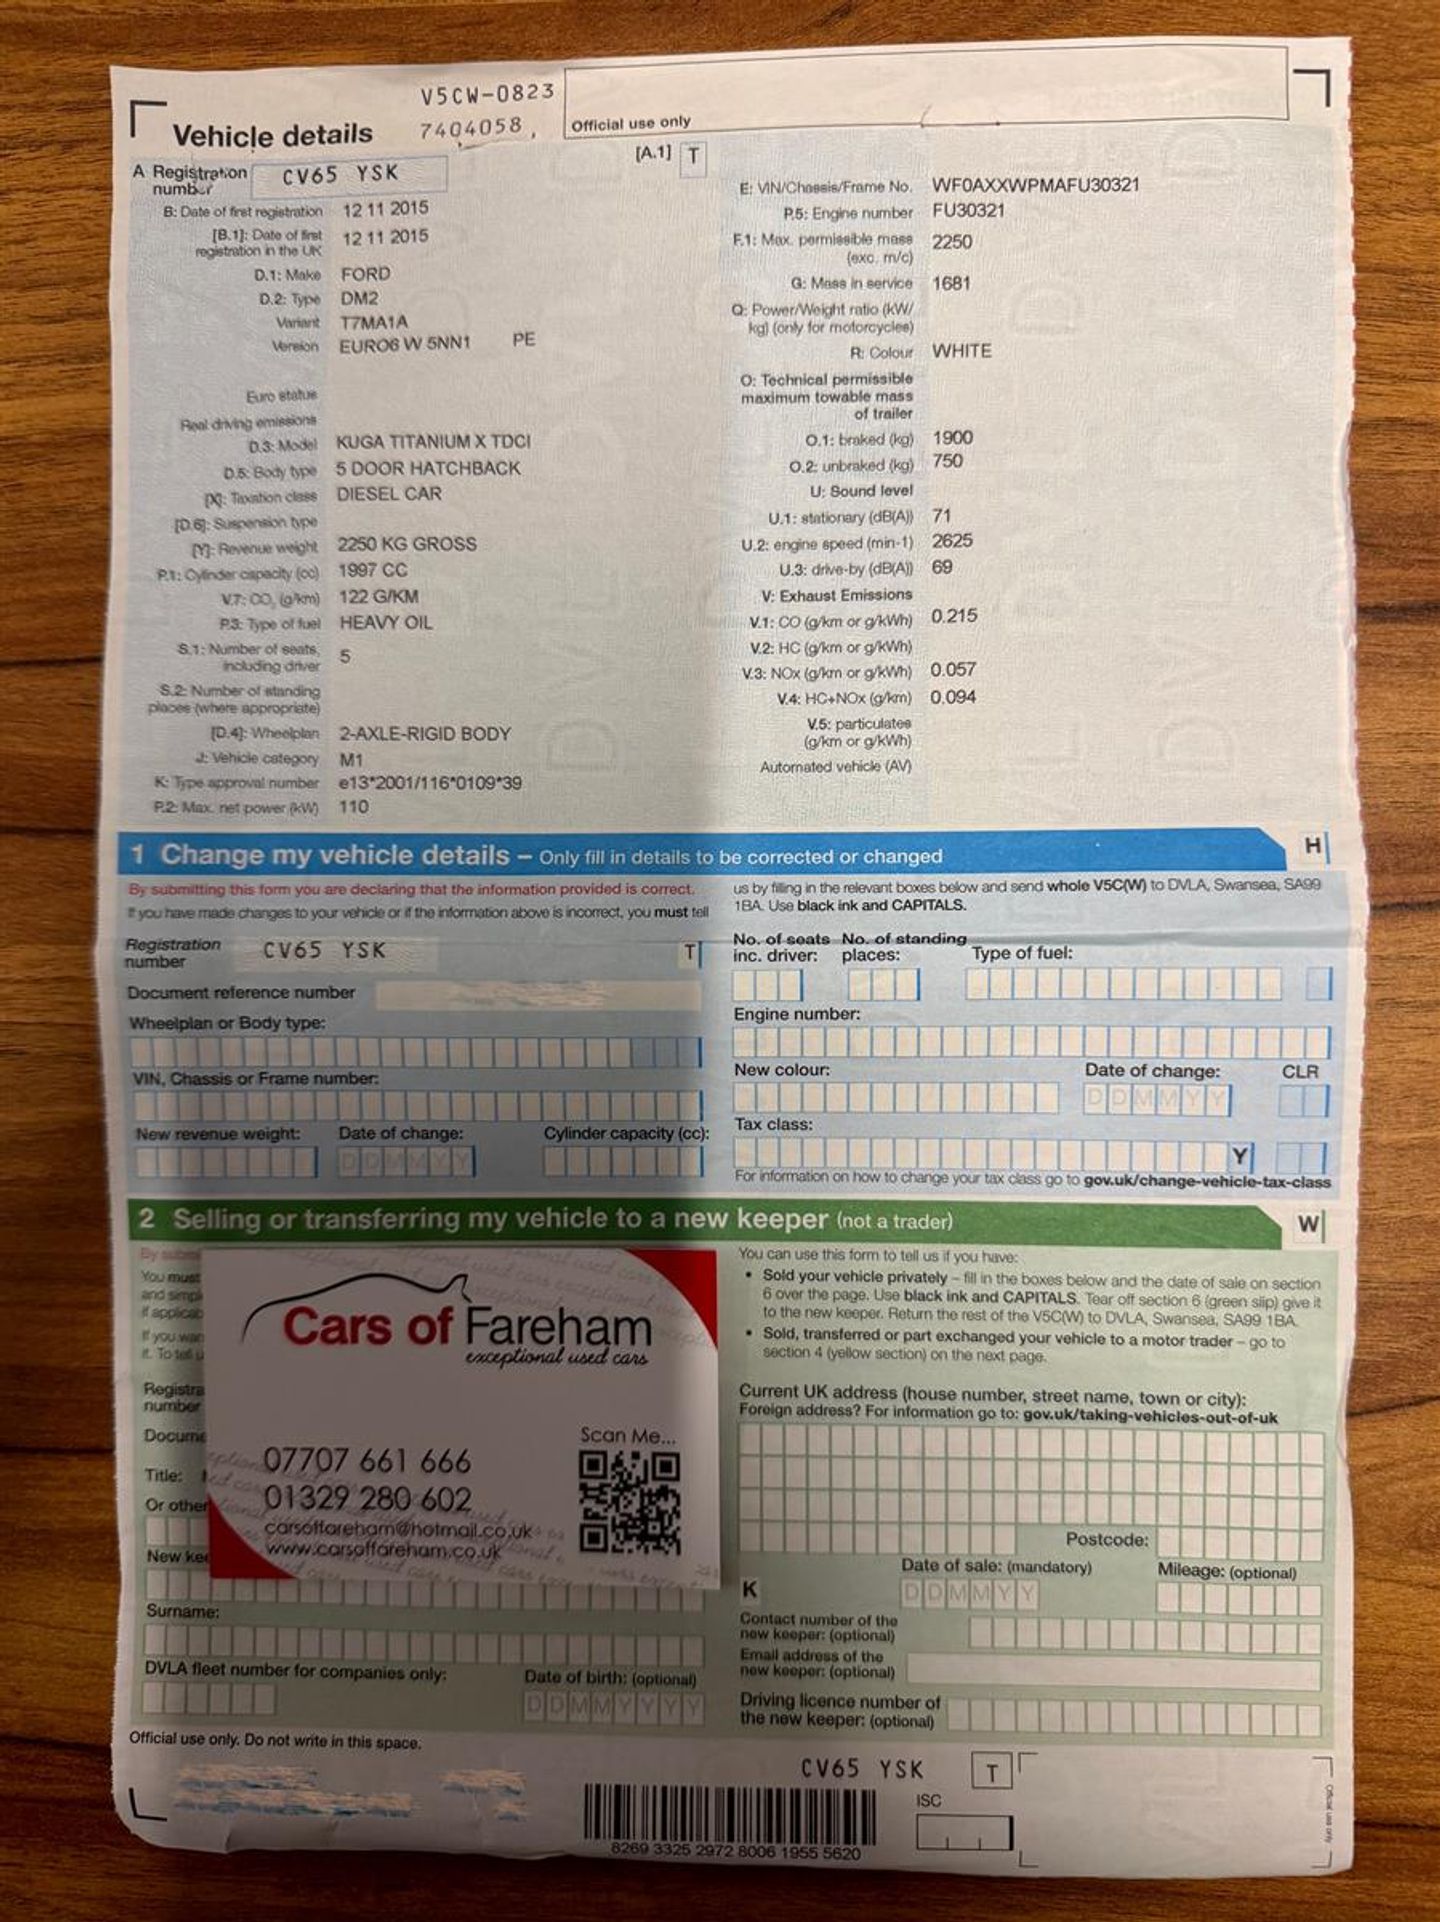 V5CW-0823
Vehicle details
7404058,
Official use only
[A.1] T
A Registration number CV65 YSK
B: Date of first registration 12 11 2015
[B.1]: Date of first registration in the UK 12 11 2015
D.1: Make FORD
D.2: Type DM2
Variant T7MA1A
Version EURO6 W 5NN1 PE
Euro status
Real driving emissions
D.3: Model KUGA TITANIUM X TDCI
D.5: Body type 5 DOOR HATCHBACK
[X]: Taxation class DIESEL CAR
[D.6]: Suspension type
[Y]: Revenue weight 2250 KG GROSS
P.1: Cylinder capacity (cc) 1997 CC
V.7: CO2 (g/km) 122 G/KM
P.3: Type of fuel HEAVY OIL
S.1: Number of seats, including driver 5
S.2: Number of standing places (where appropriate)
[D.4]: Wheelplan 2-AXLE-RIGID BODY
J: Vehicle category M1
K: Type approval number e13*2001/116*0109*39
P.2: Max. net power (kW) 110
E: VIN/Chassis/Frame No. WF0AXXWPMAFU30321
P.5: Engine number FU30321
F.1: Max. permissible mass (exc. m/c) 2250
G: Mass in service 1681
Q: Power/Weight ratio (kW/kg) (only for motorcycles)
R: Colour WHITE
O: Technical permissible maximum towable mass of trailer
O.1: braked (kg) 1900
O.2: unbraked (kg) 750
U: Sound level
U.1: stationary (dB(A)) 71
U.2: engine speed (min-1) 2625
U.3: drive-by (dB(A)) 69
V: Exhaust Emissions
V.1: CO (g/km or g/kWh) 0.215
V.2: HC (g/km or g/kWh)
V.3: NOx (g/km or g/kWh) 0.057
V.4: HC+NOx (g/km) 0.094
V.5: particulates (g/km or g/kWh)
Automated vehicle (AV)
1 Change my vehicle details – Only fill in details to be corrected or changed H
By submitting this form you are declaring that the information provided is correct.
If you have made changes to your vehicle or if the information above is incorrect, you must tell
us by filing in the relevant boxes below and send whole V5C(W) to DVLA, Swansea, SA99
1BA. Use black ink and CAPITALS.
Registration number CV65 YSK T
Document reference number
Wheelplan or Body type:
VIN, Chassis or Frame number:
New revenue weight: Date of change: Cylinder capacity (cc):
DDMMYY
No. of seats inc. driver: No. of standing places: Type of fuel:
Engine number:
New colour: Date of change: CLR
DDMMYY
Tax class:
Y
For information on how to change your tax class go to gov.uk/change-vehicle-tax-class
2 Selling or transferring my vehicle to a new keeper (not a trader) W
You must
and simpl
if applicab
If you wan
it. To tell u
Registra
number
Docume
Title:
Or other
New kee
Cars of Fareham
exceptional used cars
Scan Me...
07707 661 666
01329 280 602
carsoffareham@hotmail.co.uk
www.carsoffareham.co.uk
Surname:
DVLA fleet number for companies only: Date of birth: (optional)
DDMMYYYY
You can use this form to tell us if you have:
• Sold your vehicle privately – fill in the boxes below and the date of sale on section
6 over the page. Use black ink and CAPITALS. Tear off section 6 (green slip) give it
to the new keeper. Return the rest of the V5C(W) to DVLA, Swansea, SA99 1BA.
• Sold, transferred or part exchanged your vehicle to a motor trader – go to
section 4 (yellow section) on the next page.
Current UK address (house number, street name, town or city):
Foreign address? For information go to: gov.uk/taking-vehicles-out-of-uk
Postcode:
Date of sale: (mandatory) Mileage: (optional)
K DDMMYY
Contact number of the
new keeper: (optional)
Email address of the
new keeper: (optional)
Driving licence number of
the new keeper: (optional)
Official use only. Do not write in this space.
CV65 YSK T
ISC
8269 3325 2972 8006 1955 5620
Official use only